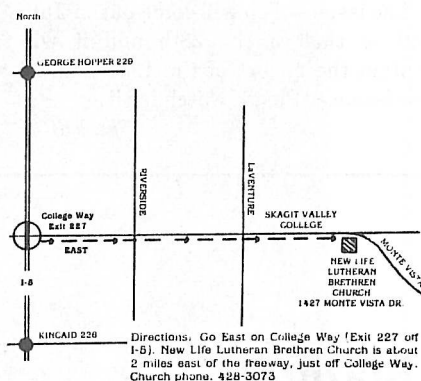 North
GEORGE HOPPER 229
RIVERSIDE
LaVENTURE
College Way
Exit 227
EAST
SKAGIT VALLEY
COLLEGE
MONTE VISTA
NEW LIFE
LUTHERAN
BRETHREN
CHURCH
1427 MONTE VISTA DR.
I-5
KINCAID 226
Directions: Go East on College Way (Exit 227 off
I-5). New Life Lutheran Brethren Church is about
2 miles east of the freeway, just off College Way.
Church phone. 428-3073